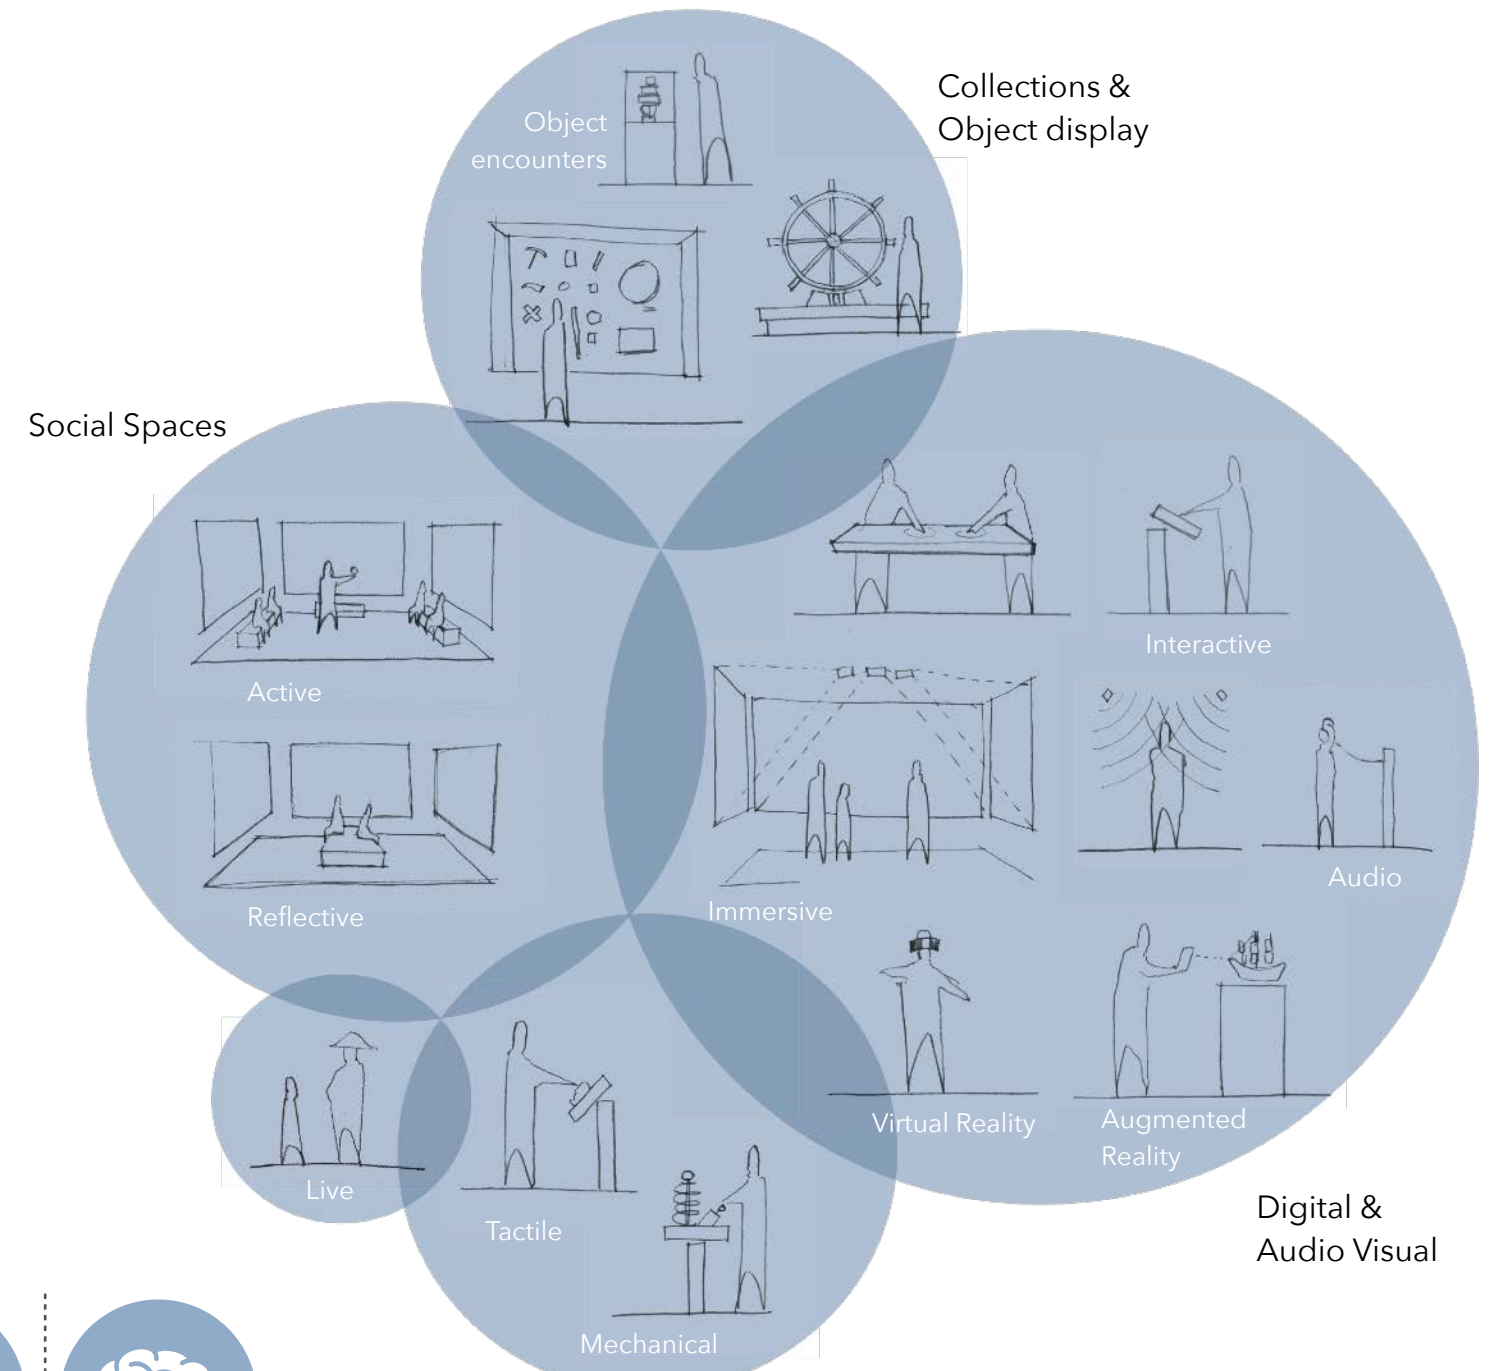 Collections &
Object display
Object
encounters
Social Spaces
Active
Reflective
Interactive
Audio
Immersive
Virtual Reality
Augmented
Reality
Live
Tactile
Mechanical
Digital &
Audio Visual